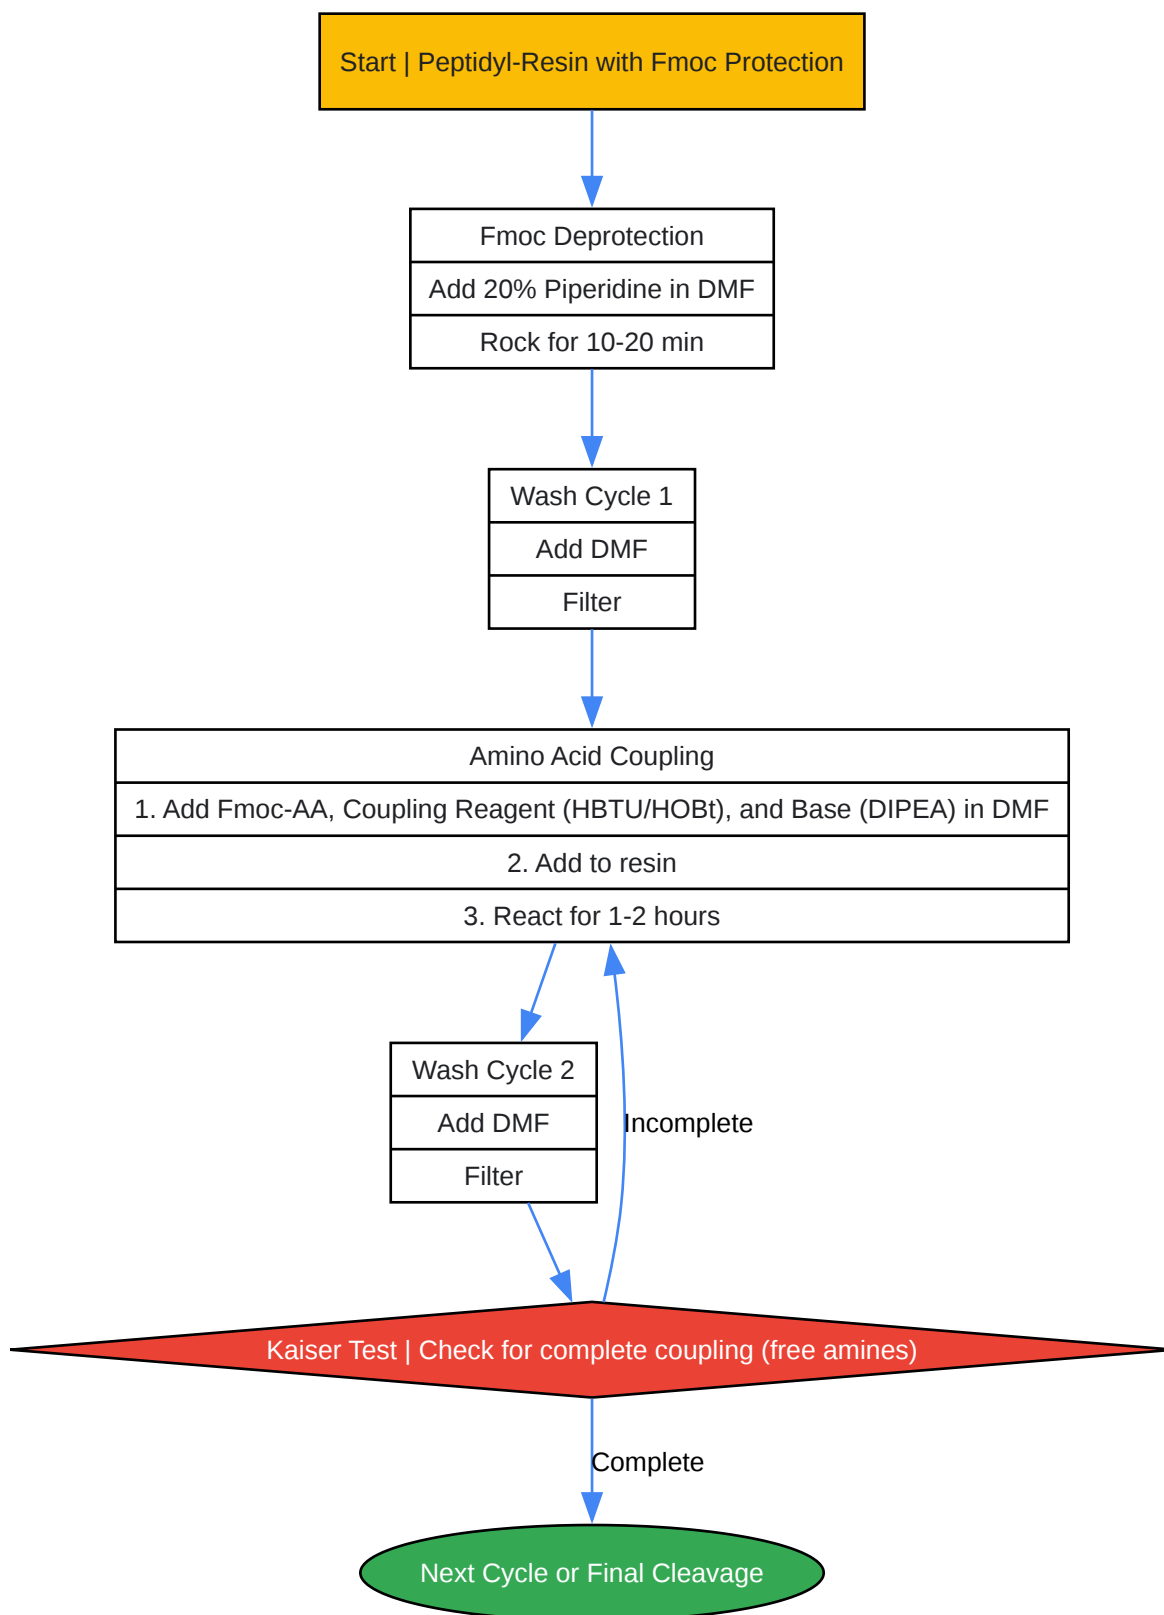 Start | Peptidyl-Resin with Fmoc Protection
Fmoc Deprotection
Add 20% Piperidine in DMF
Rock for 10-20 min
Wash Cycle 1
Add DMF
Filter
Amino Acid Coupling
1. Add Fmoc-AA, Coupling Reagent (HBTU/HOBt), and Base (DIPEA) in DMF
2. Add to resin
3. React for 1-2 hours
Wash Cycle 2
Add DMF
Filter
Incomplete
Kaiser Test | Check for complete coupling (free amines)
Complete
Next Cycle or Final Cleavage